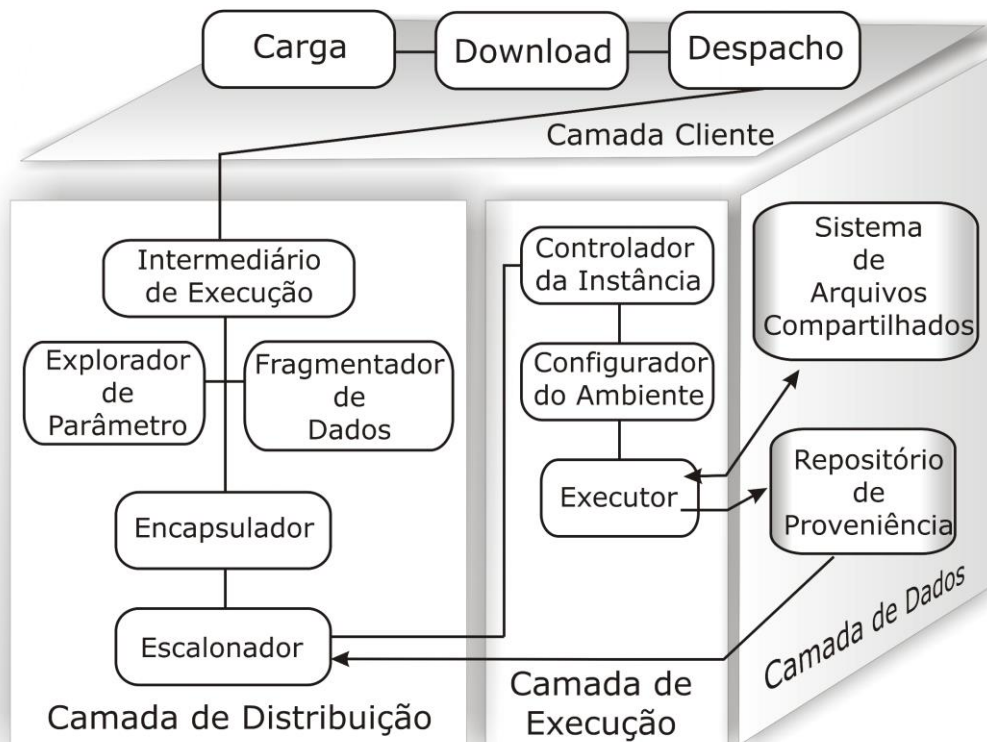 Carga
Download
Despacho
Camada Cliente
Intermediário
de Execução
Explorador
de
Parâmetro
Fragmentador
de
Dados
Encapsulador
Escalonador
Camada de Distribuição
Controlador
da Instância
Configurador
do Ambiente
Executor
Camada de
Execução
Sistema
de
Arquivos
Compartilhados
Repositório
de
Proveniência
Camada de Dados